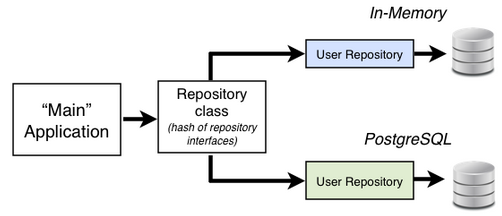 In-Memory
User Repository
"Main"
Application
Repository
class
(hash of repository
interfaces)
PostgreSQL
User Repository